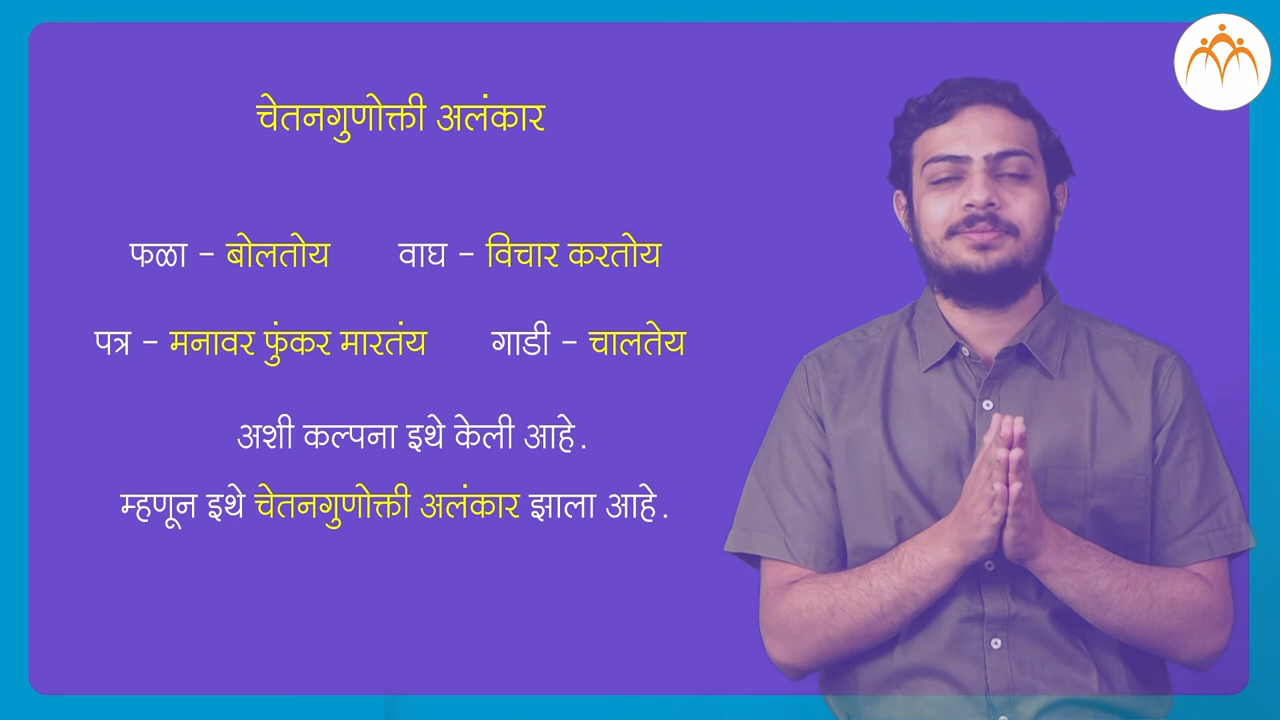 चेतनगुणोक्ती अलंकार
फळा – बोलतोय वाघ – विचार करतोय
पत्र – मनावर फुंकर मारतंय गाडी – चालतेय
अशी कल्पना इथे केली आहे.
म्हणून इथे चेतनगुणोक्ती अलंकार झाला आहे.